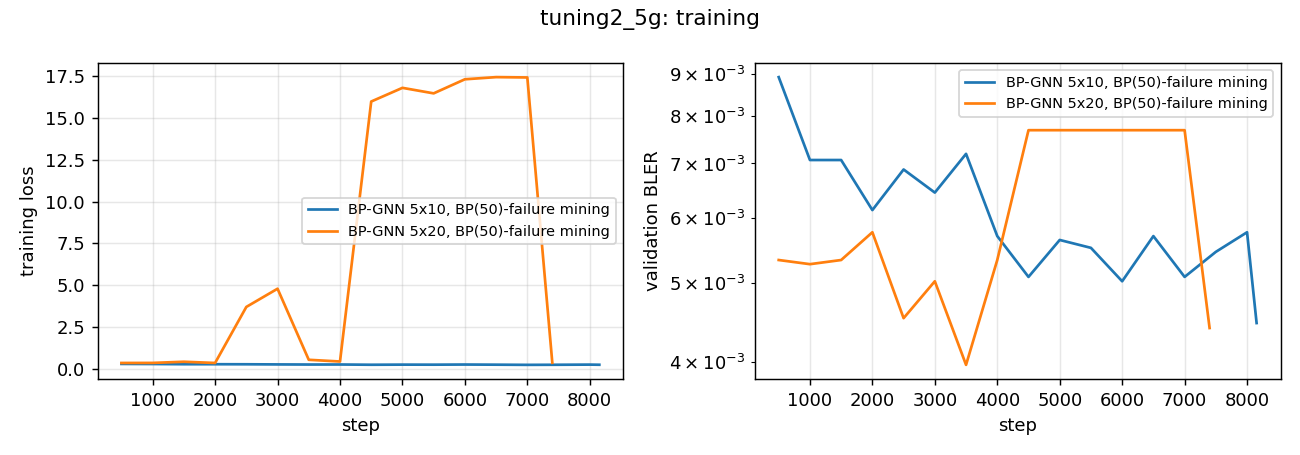 tuning2_5g: training
training loss
17.5
15.0
12.5
10.0
7.5
5.0
2.5
0.0
BP-GNN 5x10, BP(50)-failure mining
BP-GNN 5x20, BP(50)-failure mining
1000 2000 3000 4000 5000 6000 7000 8000
step
validation BLER
9 × 10⁻³
8 × 10⁻³
7 × 10⁻³
6 × 10⁻³
5 × 10⁻³
4 × 10⁻³
BP-GNN 5x10, BP(50)-failure mining
BP-GNN 5x20, BP(50)-failure mining
1000 2000 3000 4000 5000 6000 7000 8000
step